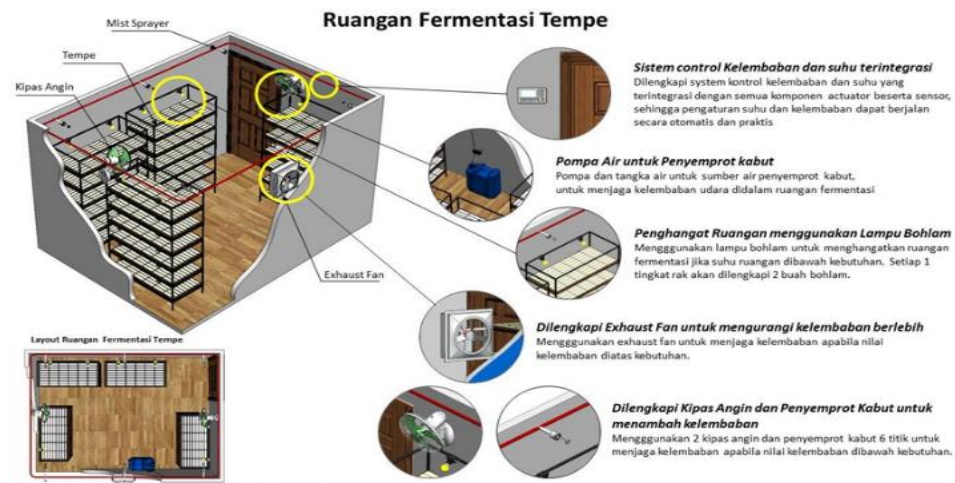 Ruangan Fermentasi Tempe
Mist Sprayer
Tempe
Kipas Angin
Exhaust Fan
Layout Ruangan Fermentasi Tempe
Sistem control Kelembaban dan suhu terintegrasi
Dilengkapi system kontrol kelembaban dan suhu yang
terintegrasi dengan semua komponen actuator beserta sensor,
sehingga pengaturan suhu dan kelembaban dapat berjalan
secara otomatis dan praktis
Pompa Air untuk Penyemprot kabut
Pompa dan tangka air untuk sumber air penyemprot kabut,
untuk menjaga kelembaban udara didalam ruangan fermentasi
Penghangat Ruangan menggunakan Lampu Bohlam
Mengggunakan lampu bohlam untuk menghangatkan ruangan
fermentasi jika suhu ruangan dibawah kebutuhan. Setiap 1
tingkat rak akan dilengkapi 2 buah bohlam.
Dilengkapi Exhaust Fan untuk mengurangi kelembaban berlebih
Mengggunakan exhaust fan untuk menjaga kelembaban apabila nilai
kelembaban diatas kebutuhan.
Dilengkapi Kipas Angin dan Penyemprot Kabut untuk
menambah kelembaban
Mengggunakan 2 kipas angin dan penyemprot kabut 6 titik untuk
menjaga kelembaban apabila nilai kelembaban dibawah kebutuhan.